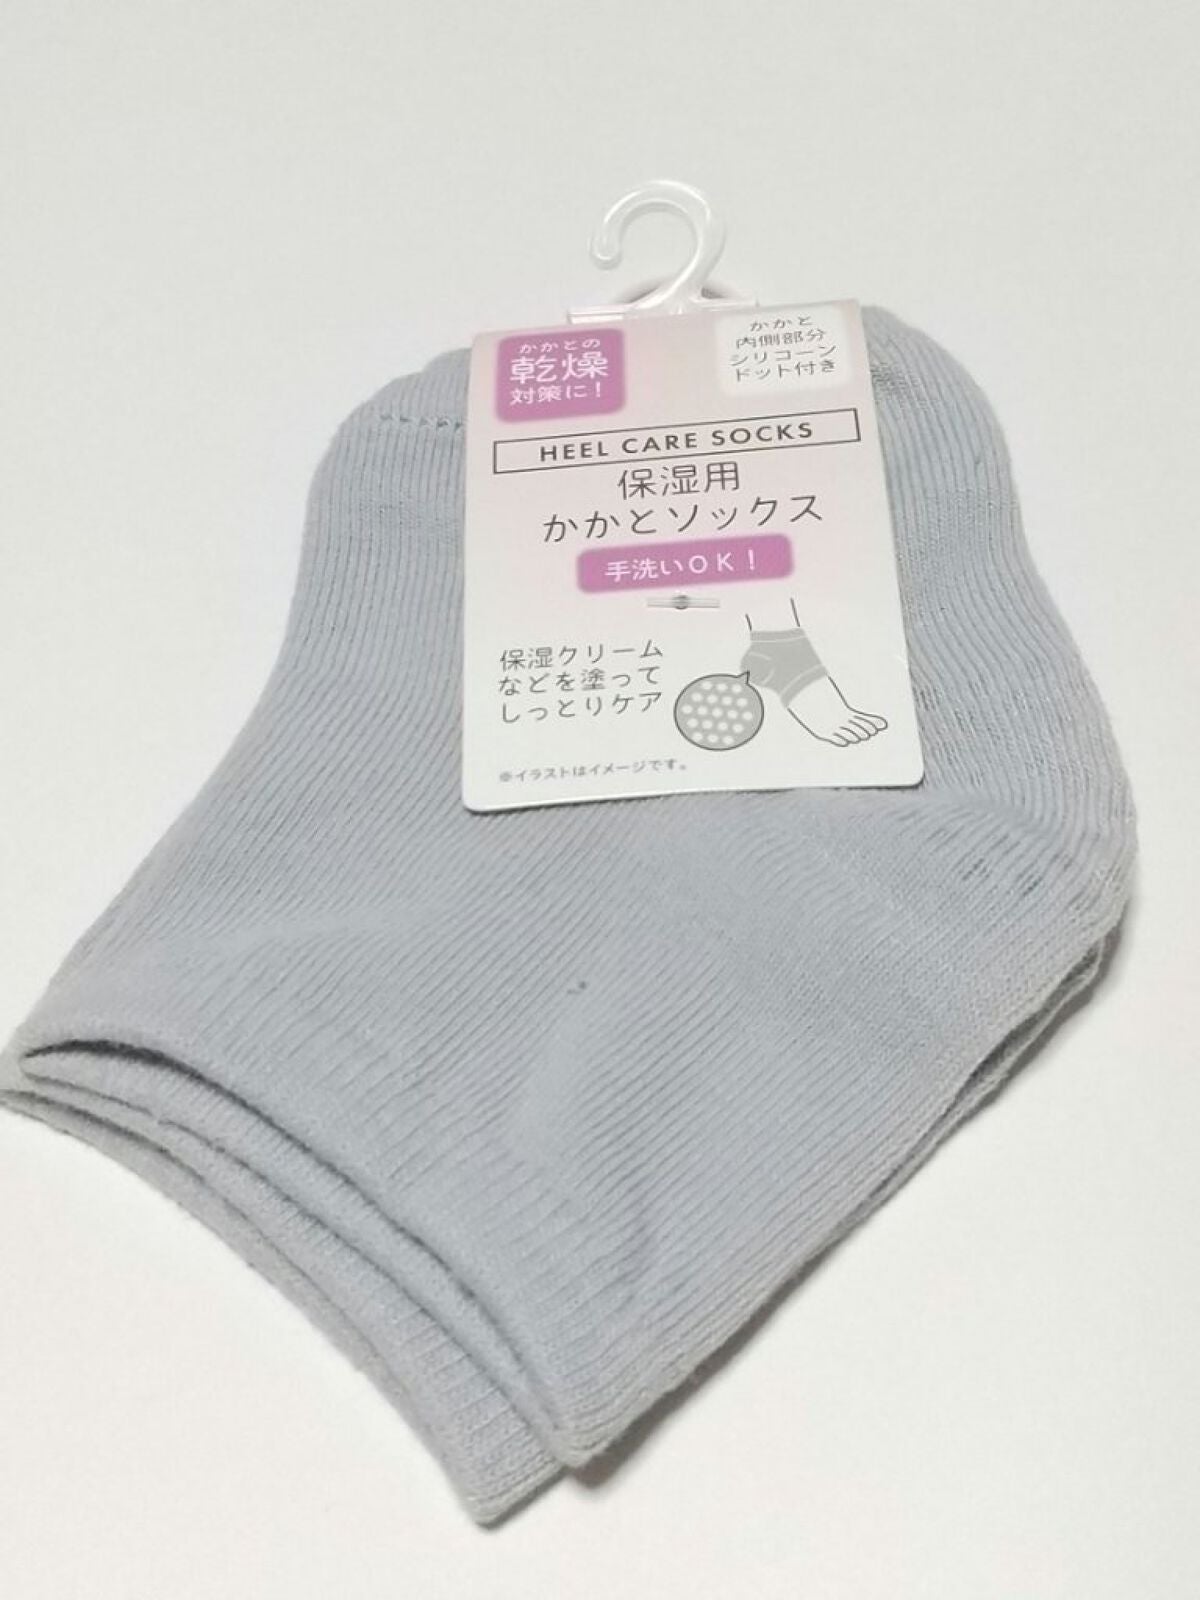 かかとの
乾燥
対策に！
かかと
内側部分
シリコーン
ドット付き
HEEL CARE SOCKS
保湿用
かかとソックス
手洗いOK！
保湿クリーム
などを塗って
しっとりケア
※イラストはイメージです。